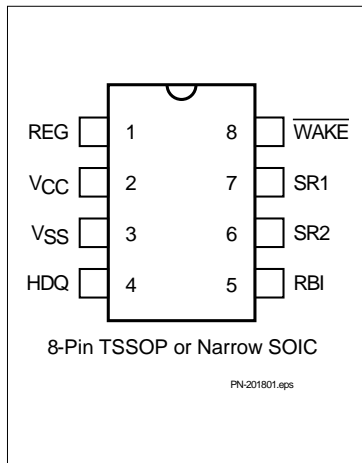 REG 1 8 W̅A̅K̅E̅
VCC 2 7 SR1
VSS 3 6 SR2
HDQ 4 5 RBI
8-Pin TSSOP or Narrow SOIC
PN-201801.eps